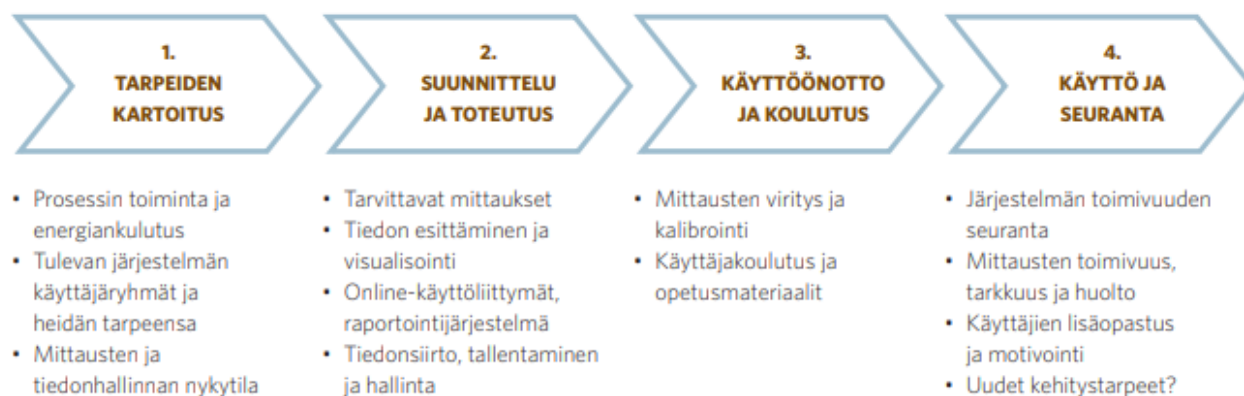 1.
TARPEIDEN
KARTOITUS
2.
SUUNNITTELU
JA TOTEUTUS
3.
KÄYTTÖÖNOTTO
JA KOULUTUS
4.
KÄYTTÖ JA
SEURANTA
• Prosessin toiminta ja
energiankulutus
• Tulevan järjestelmän
käyttäjäryhmät ja
heidän tarpeensa
• Mittausten ja
tiedonhallinnan nykytila
• Tarvittavat mittaukset
• Tiedon esittäminen ja
visualisointi
• Online-käyttöliittymät,
raportointijärjestelmä
• Tiedonsiirto, tallentaminen
ja hallinta
• Mittausten viritys ja
kalibrointi
• Käyttäjakoulutus ja
opetusmateriaalit
• Järjestelmän toimivuuden
seuranta
• Mittausten toimivuus,
tarkkuus ja huolto
• Käyttäjien lisäopastus
ja motivointi
• Uudet kehitystarpeet?